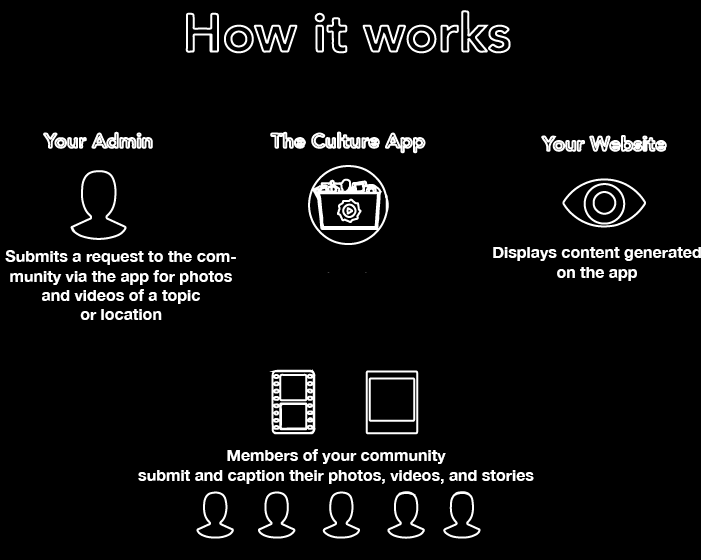 How it works
Your Admin
The Culture App
Your Website
Submits a request to the com-
munity via the app for photos
and videos of a topic
or location
Displays content generated
on the app
Members of your community
submit and caption their photos, videos, and stories